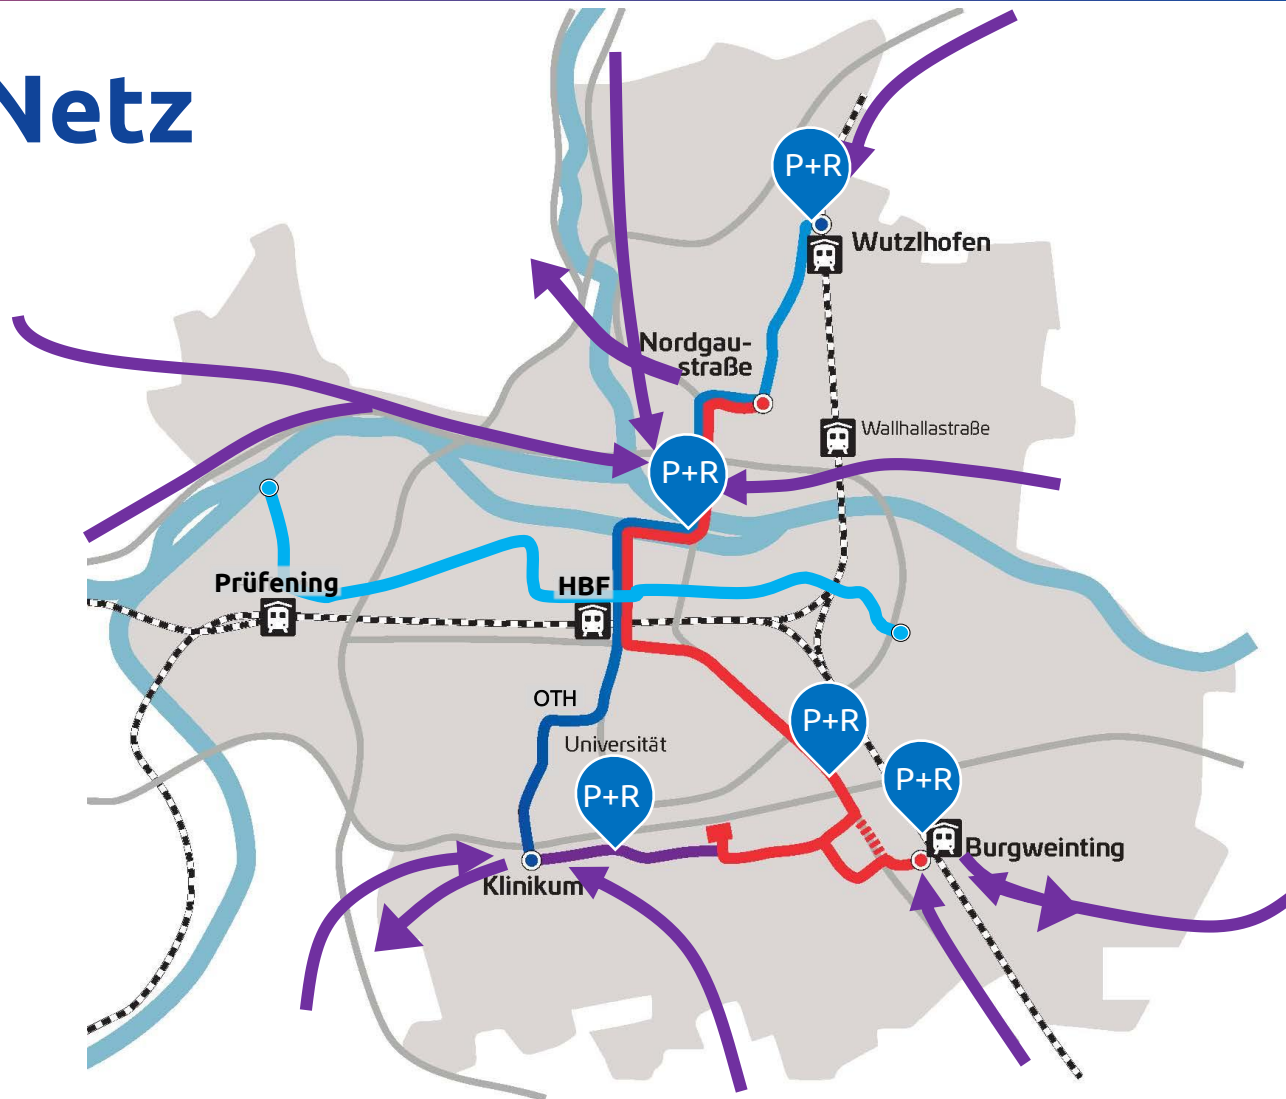 Netz
P+R
Wutzlhofen
Nordgau-
straße
Wallhallastraße
P+R
Prüfening
HBF
OTH
P+R
Universität
P+R
P+R
Burgweinting
Klinikum